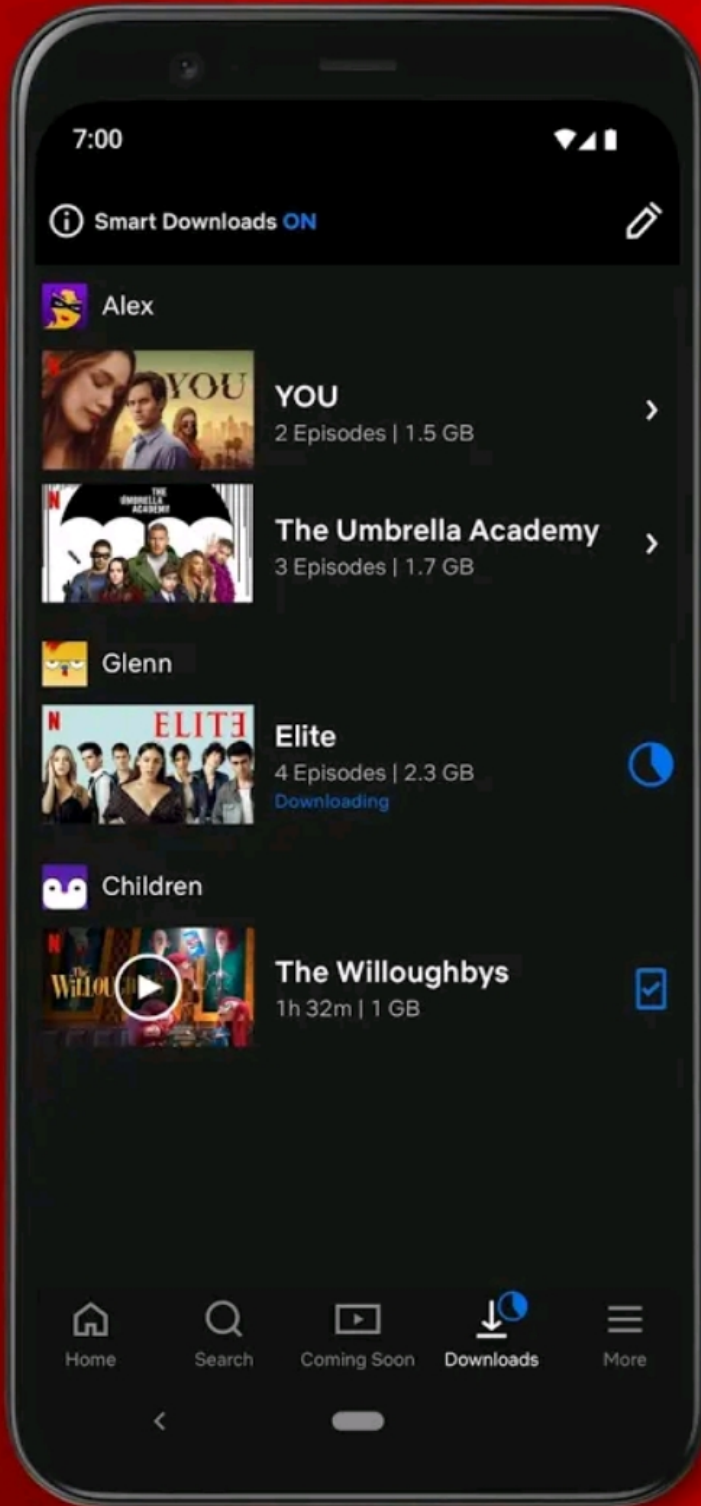 7:00
Smart Downloads ON
Alex
N
YOU
YOU
2 Episodes | 1.5 GB
N
THE
UMBRELLA
ACADEMY
The Umbrella Academy
3 Episodes | 1.7 GB
Glenn
N
ELITƎ
Elite
4 Episodes | 2.3 GB
Downloading
Children
N
The
The Willoughbys
1h 32m | 1 GB
Home
Search
Coming Soon
Downloads
More